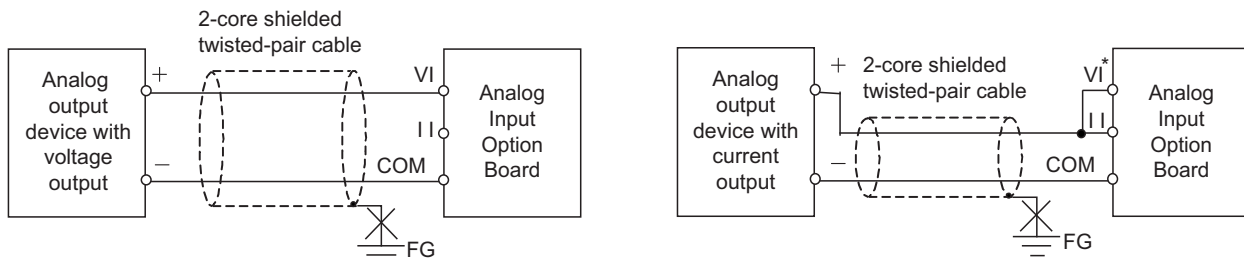 2-core shielded
twisted-pair cable
Analog
output
device with
voltage
output
+
−
VI
I I
COM
Analog
Input
Option
Board
FG
Analog
output
device with
current
output
+
−
2-core shielded
twisted-pair cable
VI*
I I
COM
Analog
Input
Option
Board
FG